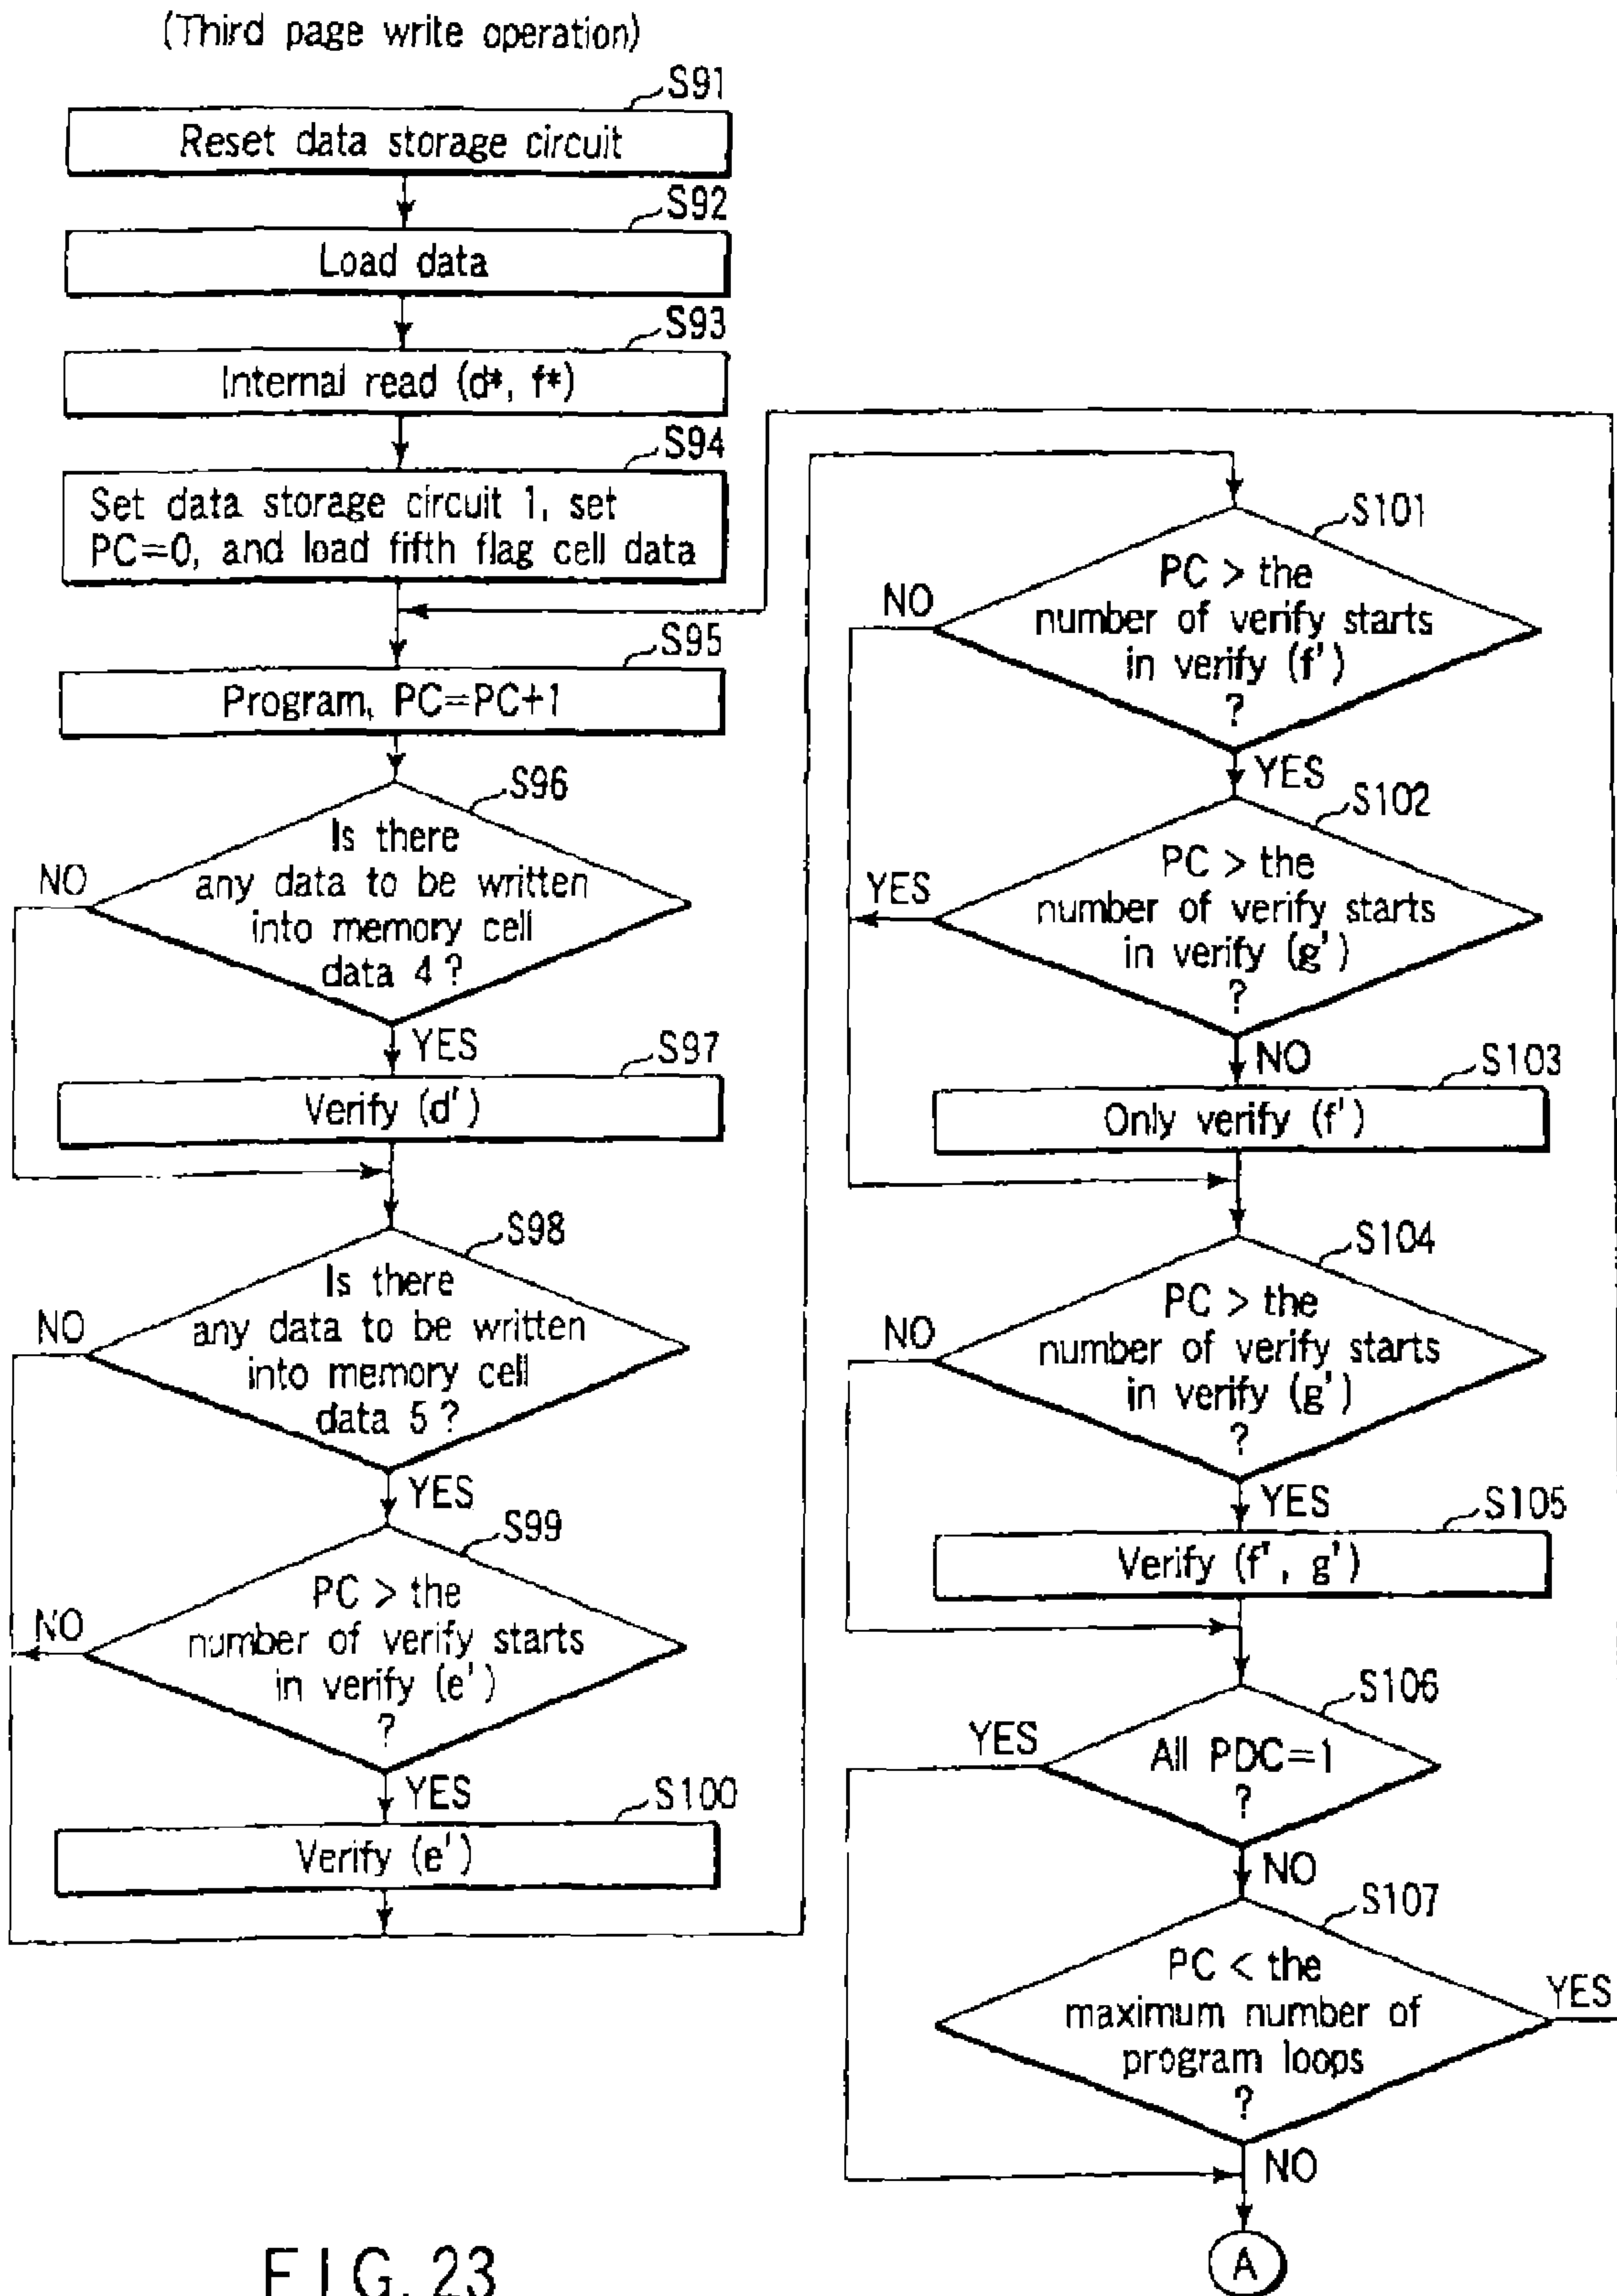 (Third page write operation)
S91
Reset data storage circuit
S92
Load data
S93
Internal read (d*, f*)
S94
Set data storage circuit 1, set
PC=0, and load fifth flag cell data
S95
Program, PC=PC+1
S96
Is there
any data to be written
into memory cell
data 4?
NO
YES
S97
Verify (d')
S98
Is there
any data to be written
into memory cell
data 5?
NO
YES
S99
PC > the
number of verify starts
in verify (e')
?
NO
YES
S100
Verify (e')
S101
PC > the
number of verify starts
in verify (f')
?
NO
YES
S102
PC > the
number of verify starts
in verify (g')
?
YES
NO
S103
Only verify (f')
S104
PC > the
number of verify starts
in verify (g')
?
NO
YES
S105
Verify (f', g')
S106
All PDC=1
?
YES
NO
S107
PC < the
maximum number of
program loops
?
YES
NO
A
FIG. 23